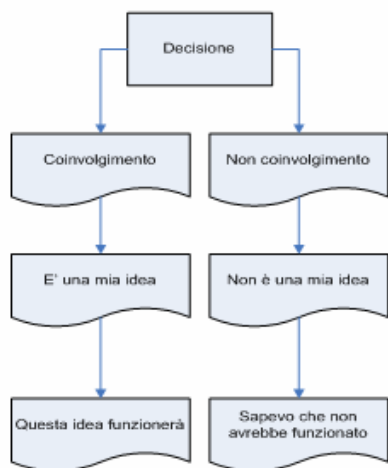 Decisione
Coinvolgimento
Non coinvolgimento
E' una mia idea
Non è una mia idea
Questa idea funzionerà
Sapevo che non
avrebbe funzionato